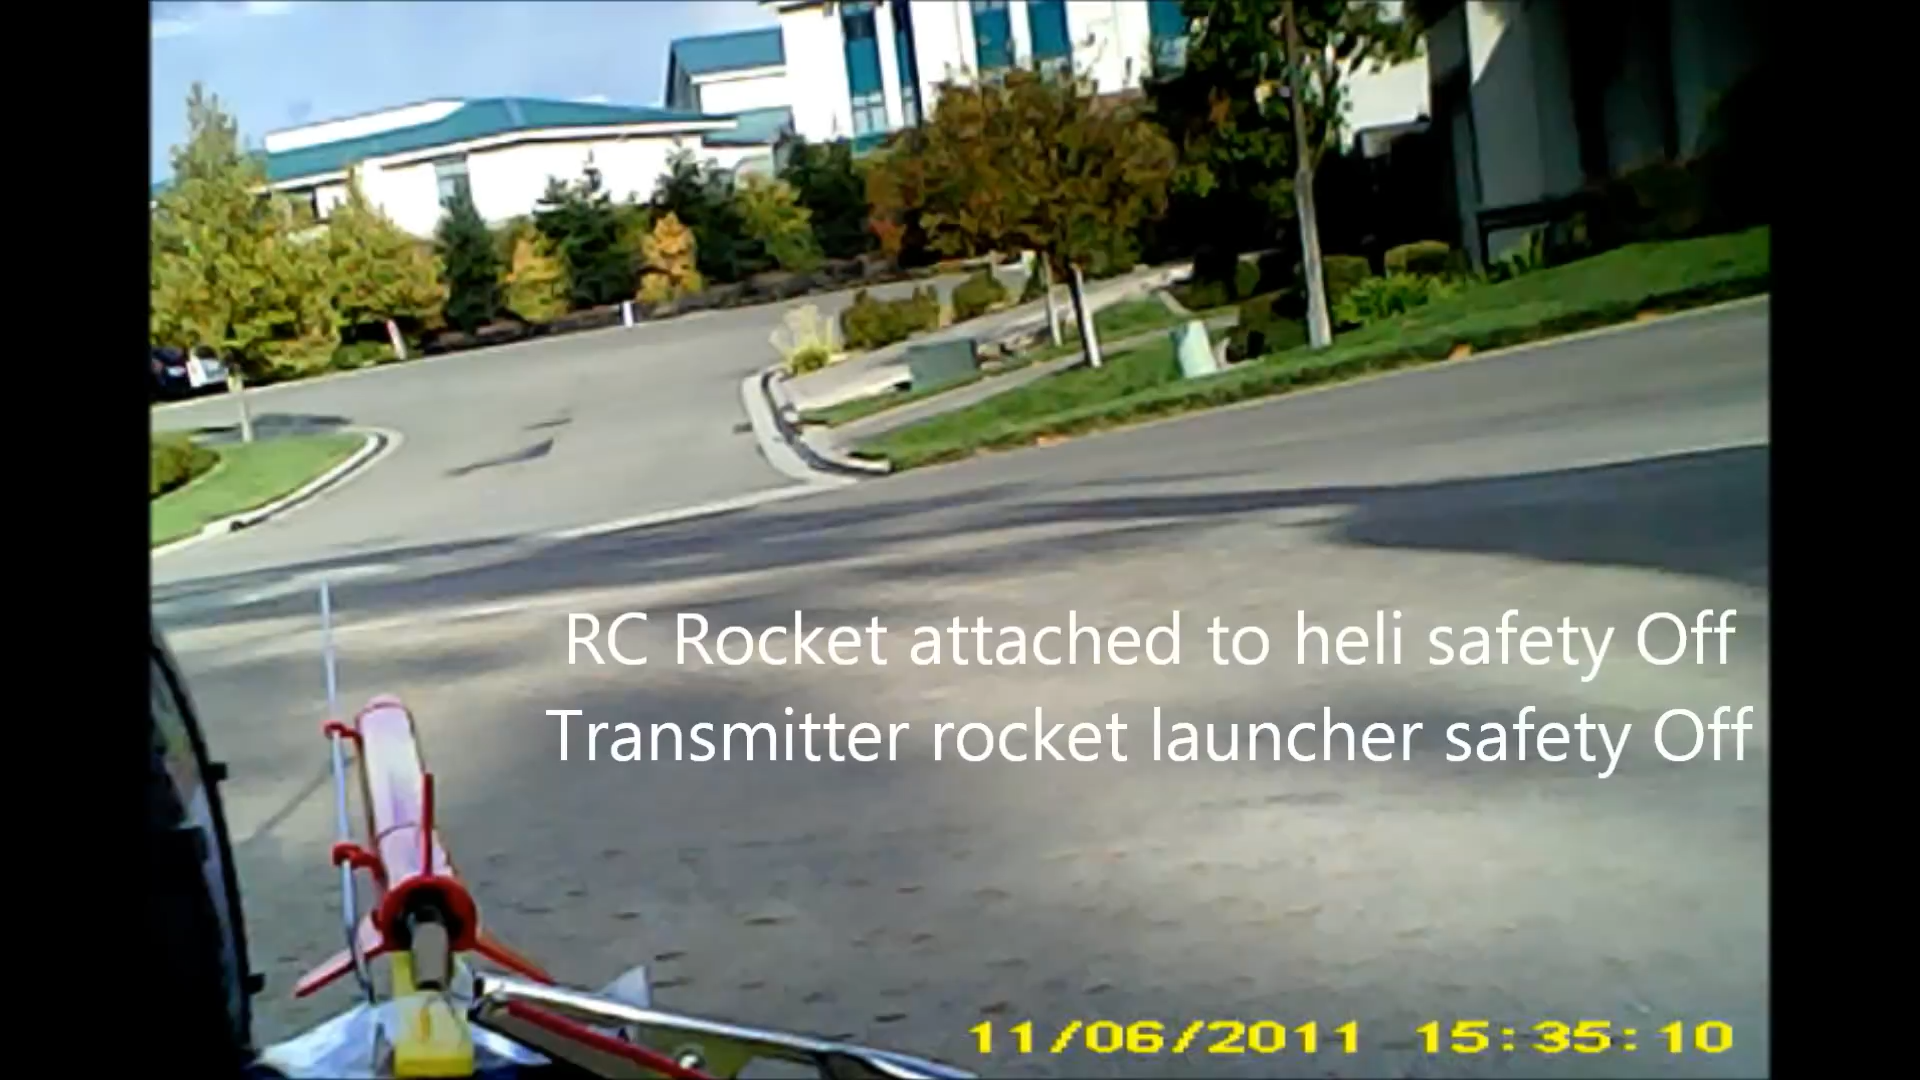 RC Rocket attached to heli safety Off
Transmitter rocket launcher safety Off
11/06/2011 15:35:10